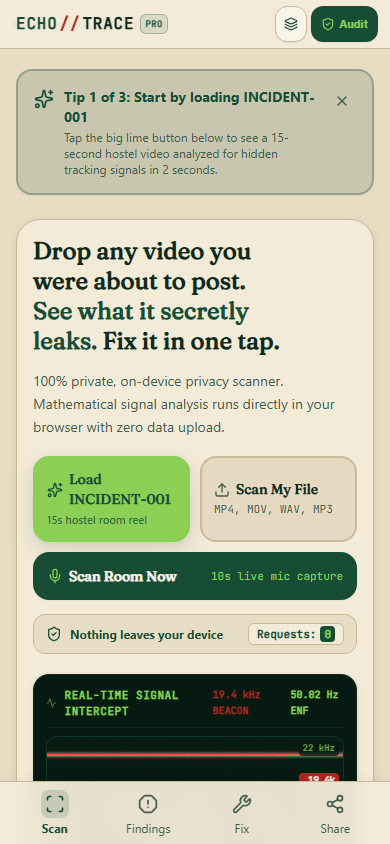 ECHO//TRACE PRO
Audit
Tip 1 of 3: Start by loading INCIDENT-
001
Tap the big lime button below to see a 15-
second hostel video analyzed for hidden
tracking signals in 2 seconds.
Drop any video you
were about to post.
See what it secretly
leaks. Fix it in one tap.
100% private, on-device privacy scanner.
Mathematical signal analysis runs directly in your
browser with zero data upload.
Load
INCIDENT-001
15s hostel room reel
Scan My File
MP4, MOV, WAV, MP3
Scan Room Now
10s live mic capture
Nothing leaves your device
Requests: 0
REAL-TIME SIGNAL
INTERCEPT
19.4 kHz
BEACON
50.02 Hz
ENF
22 kHz
Scan
Findings
Fix
Share